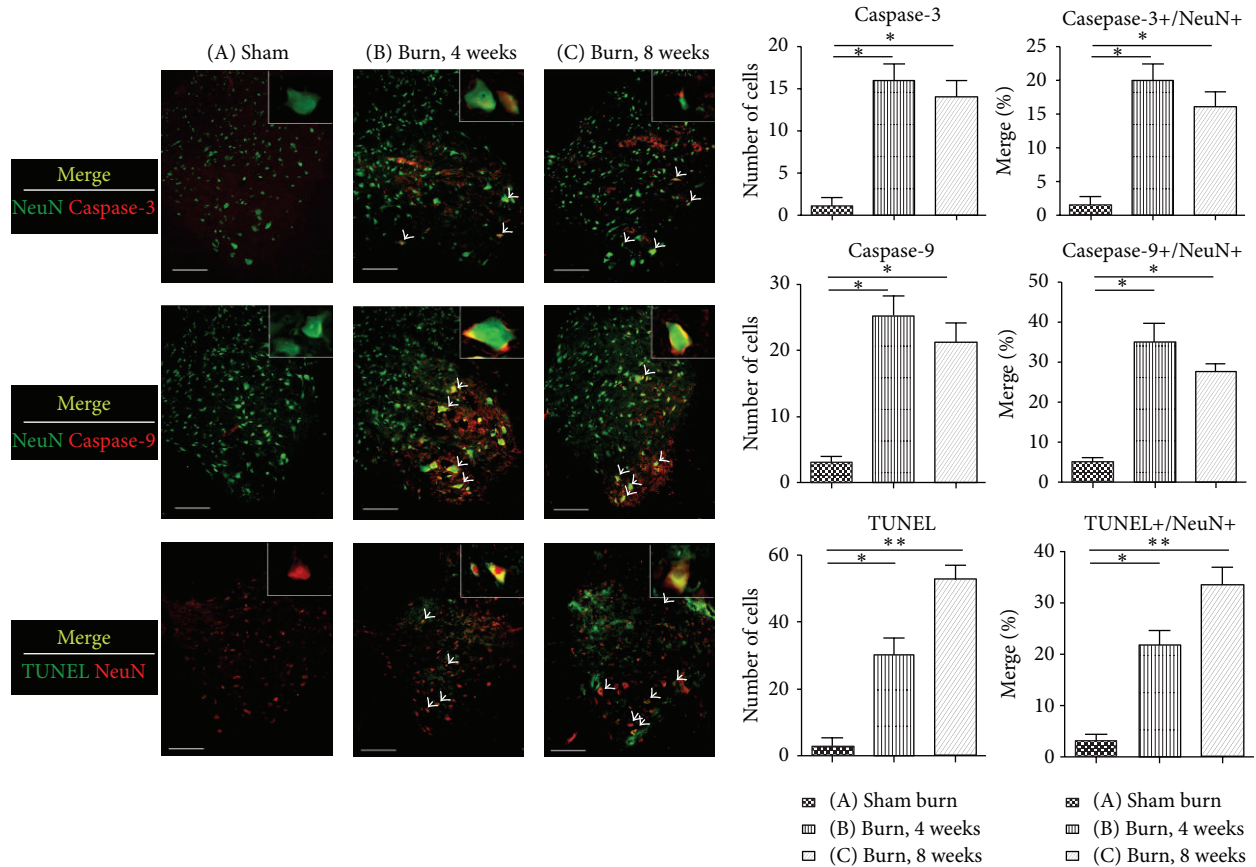 (A) Sham
(B) Burn, 4 weeks
(C) Burn, 8 weeks
Merge
NeuN Caspase-3
Merge
NeuN Caspase-9
Merge
TUNEL NeuN
Caspase-3
Number of cells
20
15
10
5
0
*
*
Casepase-3+/NeuN+
Merge (%)
25
20
15
10
5
0
*
*
Caspase-9
Number of cells
30
20
10
0
*
*
Casepase-9+/NeuN+
Merge (%)
50
40
30
20
10
0
*
*
TUNEL
Number of cells
60
40
20
0
**
*
TUNEL+/NeuN+
Merge (%)
40
30
20
10
0
**
*
(A) Sham burn
(B) Burn, 4 weeks
(C) Burn, 8 weeks
(A) Sham burn
(B) Burn, 4 weeks
(C) Burn, 8 weeks